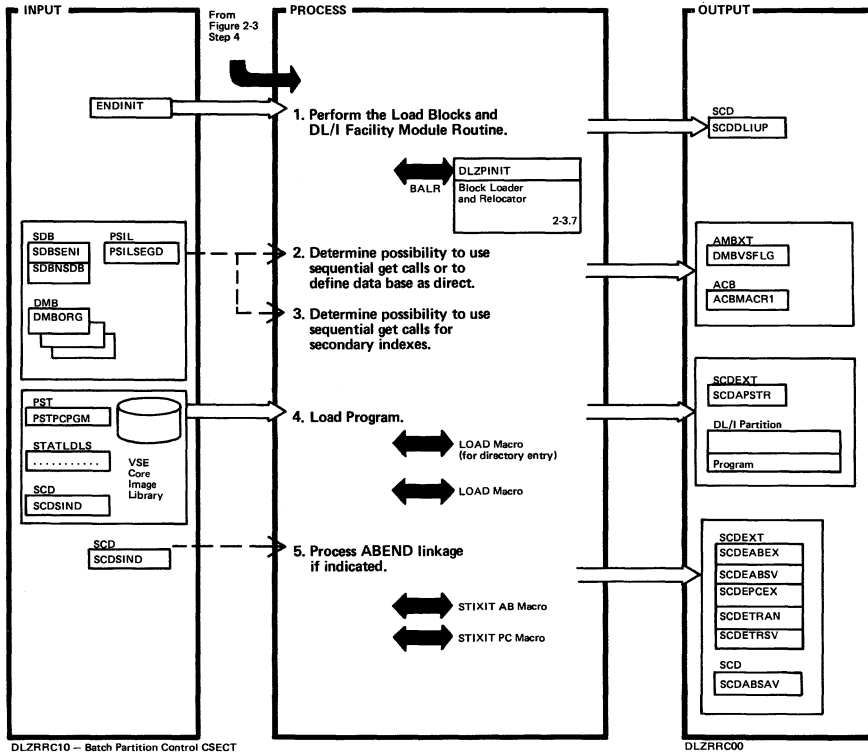 INPUT
From
Figure 2-3
Step 4
PROCESS
OUTPUT
ENDINIT
1. Perform the Load Blocks and
DL/I Facility Module Routine.
SCD
SCDDLIUP
BALR
DLZPINIT
Block Loader
and Relocator
2-3.7
SDB
SDBSENI
SDBNSDB
PSIL
PSILSEGD
DMB
DMBORG
2. Determine possibility to use
sequential get calls or to
define data base as direct.
3. Determine possibility to use
sequential get calls for
secondary indexes.
AMBXT
DMBVSFLG
ACB
ACBMACR1
PST
PSTPCPGM
STATLDLS
...........
SCD
SCDSIND
VSE
Core
Image
Library
4. Load Program.
LOAD Macro
(for directory entry)
LOAD Macro
SCDEXT
SCDAPSTR
DL/I Partition
Program
SCD
SCDSIND
5. Process ABEND linkage
if indicated.
STIXIT AB Macro
STIXIT PC Macro
SCDEXT
SCDEABEX
SCDEABSV
SCDEPCEX
SCDETRAN
SCDETRSV
SCD
SCDABSAV
DLZRRC10 — Batch Partition Control CSECT
DLZRRC00